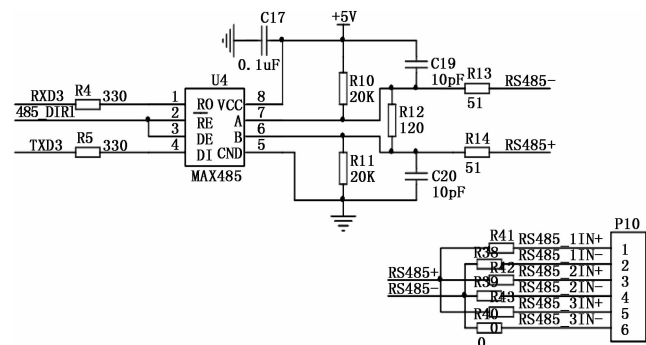 C17
+5V
0.1uF
C19
10pF
R13
RS485-
51
U4
R10
20K
RXD3
R4
330
1
RO
VCC
8
485_DIR1
2
RE
A
7
R12
120
3
DE
B
6
R14
RS485+
51
TXD3
R5
330
4
DI
GND
5
R11
20K
C20
10pF
MAX485
P10
R41
RS485_1IN+
1
R38
RS485_1IN-
2
R42
RS485_2IN+
3
RS485+
R39
RS485_2IN-
4
RS485-
R43
RS485_3IN+
5
R40
RS485_3IN-
6
0
0